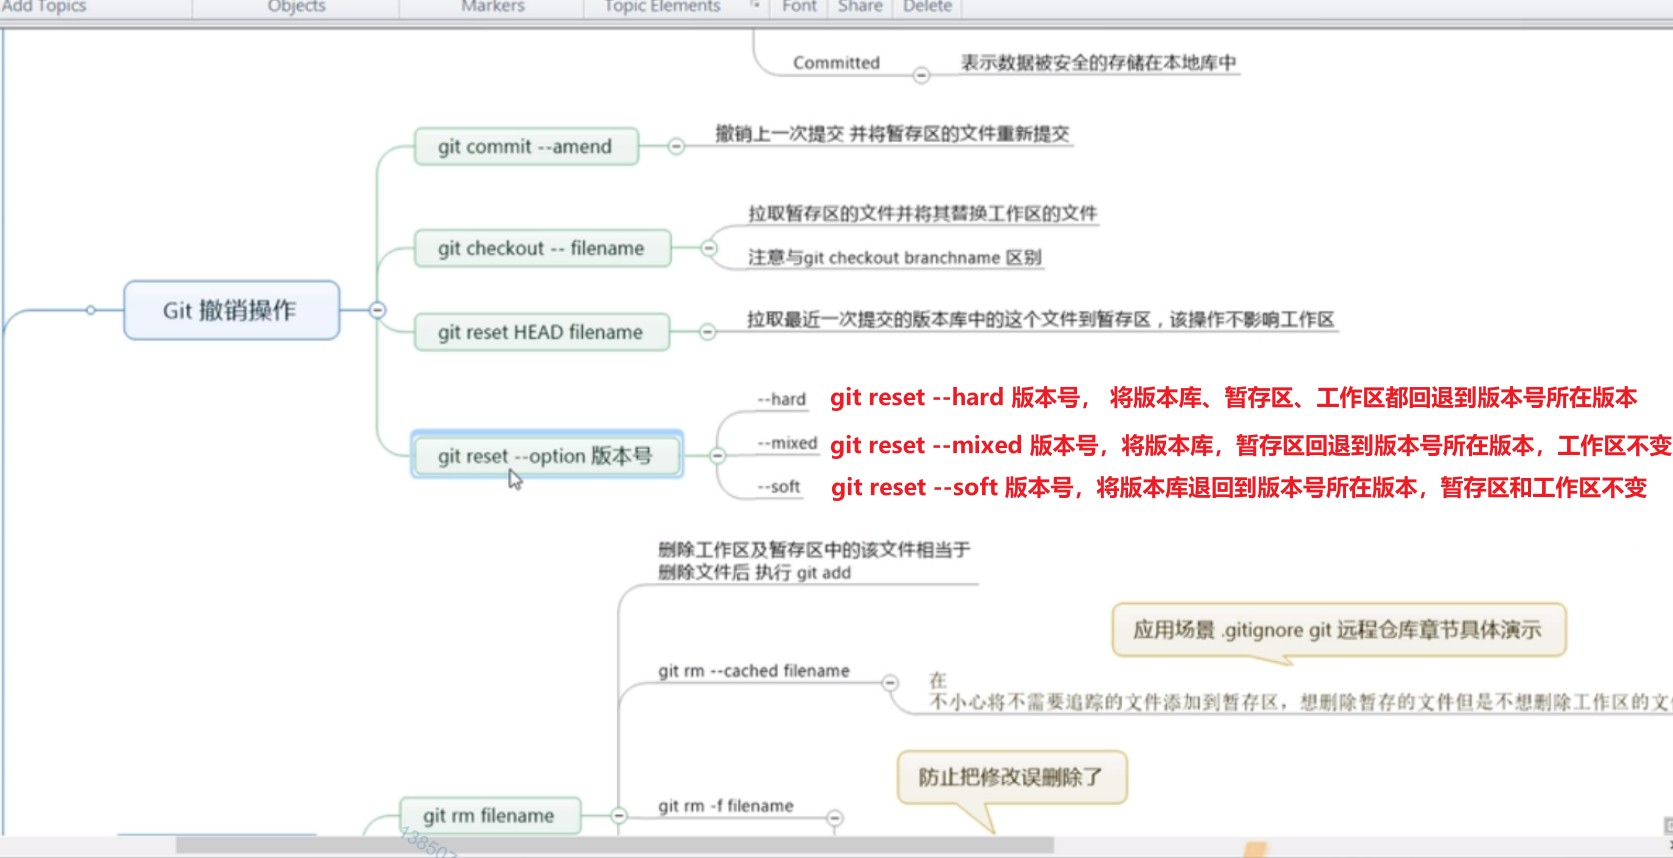 Add Topics
Objects
Markers
Topic Elements
Font
Share
Delete
Committed
表示数据被安全的存储在本地库中
git commit --amend
撤销上一次提交 并将暂存区的文件重新提交
git checkout -- filename
拉取暂存区的文件并将其替换工作区的文件
注意与git checkout branchname 区别
Git 撤销操作
git reset HEAD filename
拉取最近一次提交的版本库中的这个文件到暂存区，该操作不影响工作区
git reset --option 版本号
--hard
git reset --hard 版本号， 将版本库、暂存区、工作区都回退到版本号所在版本
--mixed
git reset --mixed 版本号，将版本库，暂存区回退到版本号所在版本，工作区不变
--soft
git reset --soft 版本号，将版本库退回到版本号所在版本，暂存区和工作区不变
删除工作区及暂存区中的该文件相当于
删除文件后 执行 git add
应用场景 .gitignore git 远程仓库章节具体演示
git rm --cached filename
在
不小心将不需要追踪的文件添加到暂存区，想删除暂存的文件但是不想删除工作区的文
防止把修改误删除了
git rm filename
git rm -f filename
138507